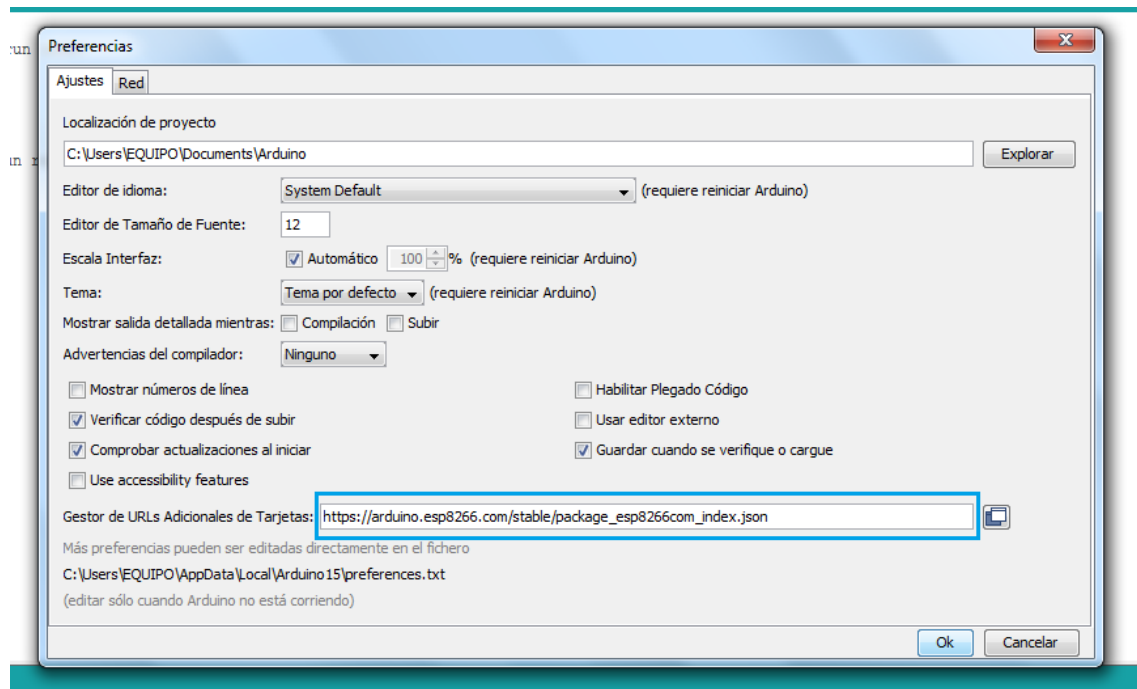 run
Preferencias
Ajustes Red
Localización de proyecto
C:\Users\EQUIPO\Documents\Arduino Explorar
Editor de idioma: System Default (requiere reiniciar Arduino)
Editor de Tamaño de Fuente: 12
Escala Interfaz: Automático 100 % (requiere reiniciar Arduino)
Tema: Tema por defecto (requiere reiniciar Arduino)
Mostrar salida detallada mientras: Compilación Subir
Advertencias del compilador: Ninguno
Mostrar números de línea Habilitar Plegado Código
Verificar código después de subir Usar editor externo
Comprobar actualizaciones al iniciar Guardar cuando se verifique o cargue
Use accessibility features
Gestor de URLs Adicionales de Tarjetas: https://arduino.esp8266.com/stable/package_esp8266com_index.json
Más preferencias pueden ser editadas directamente en el fichero
C:\Users\EQUIPO\AppData\Local\Arduino15\preferences.txt
(editar sólo cuando Arduino no está corriendo)
Ok Cancelar